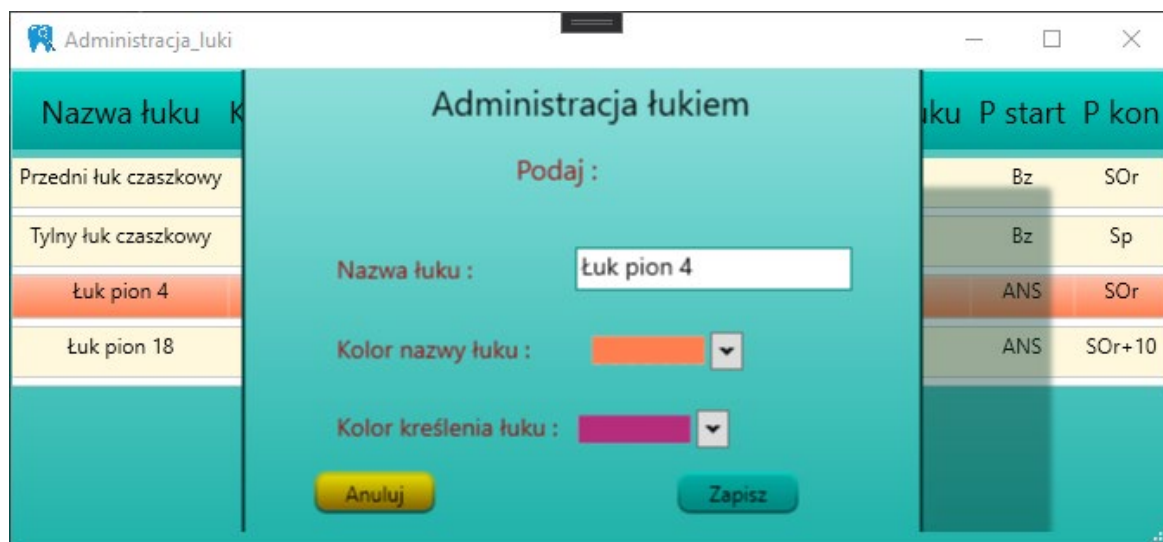 Administracja_luki
Nazwa łuku K
Administracja łukiem
uku P start P kon
Podaj :
Przedni łuk czaszkowy Bz SOr
Tylny łuk czaszkowy Bz Sp
Nazwa łuku : Łuk pion 4
Łuk pion 4 ANS SOr
Kolor nazwy łuku :
Łuk pion 18 ANS SOr+10
Kolor kreślenia łuku :
Anuluj Zapisz